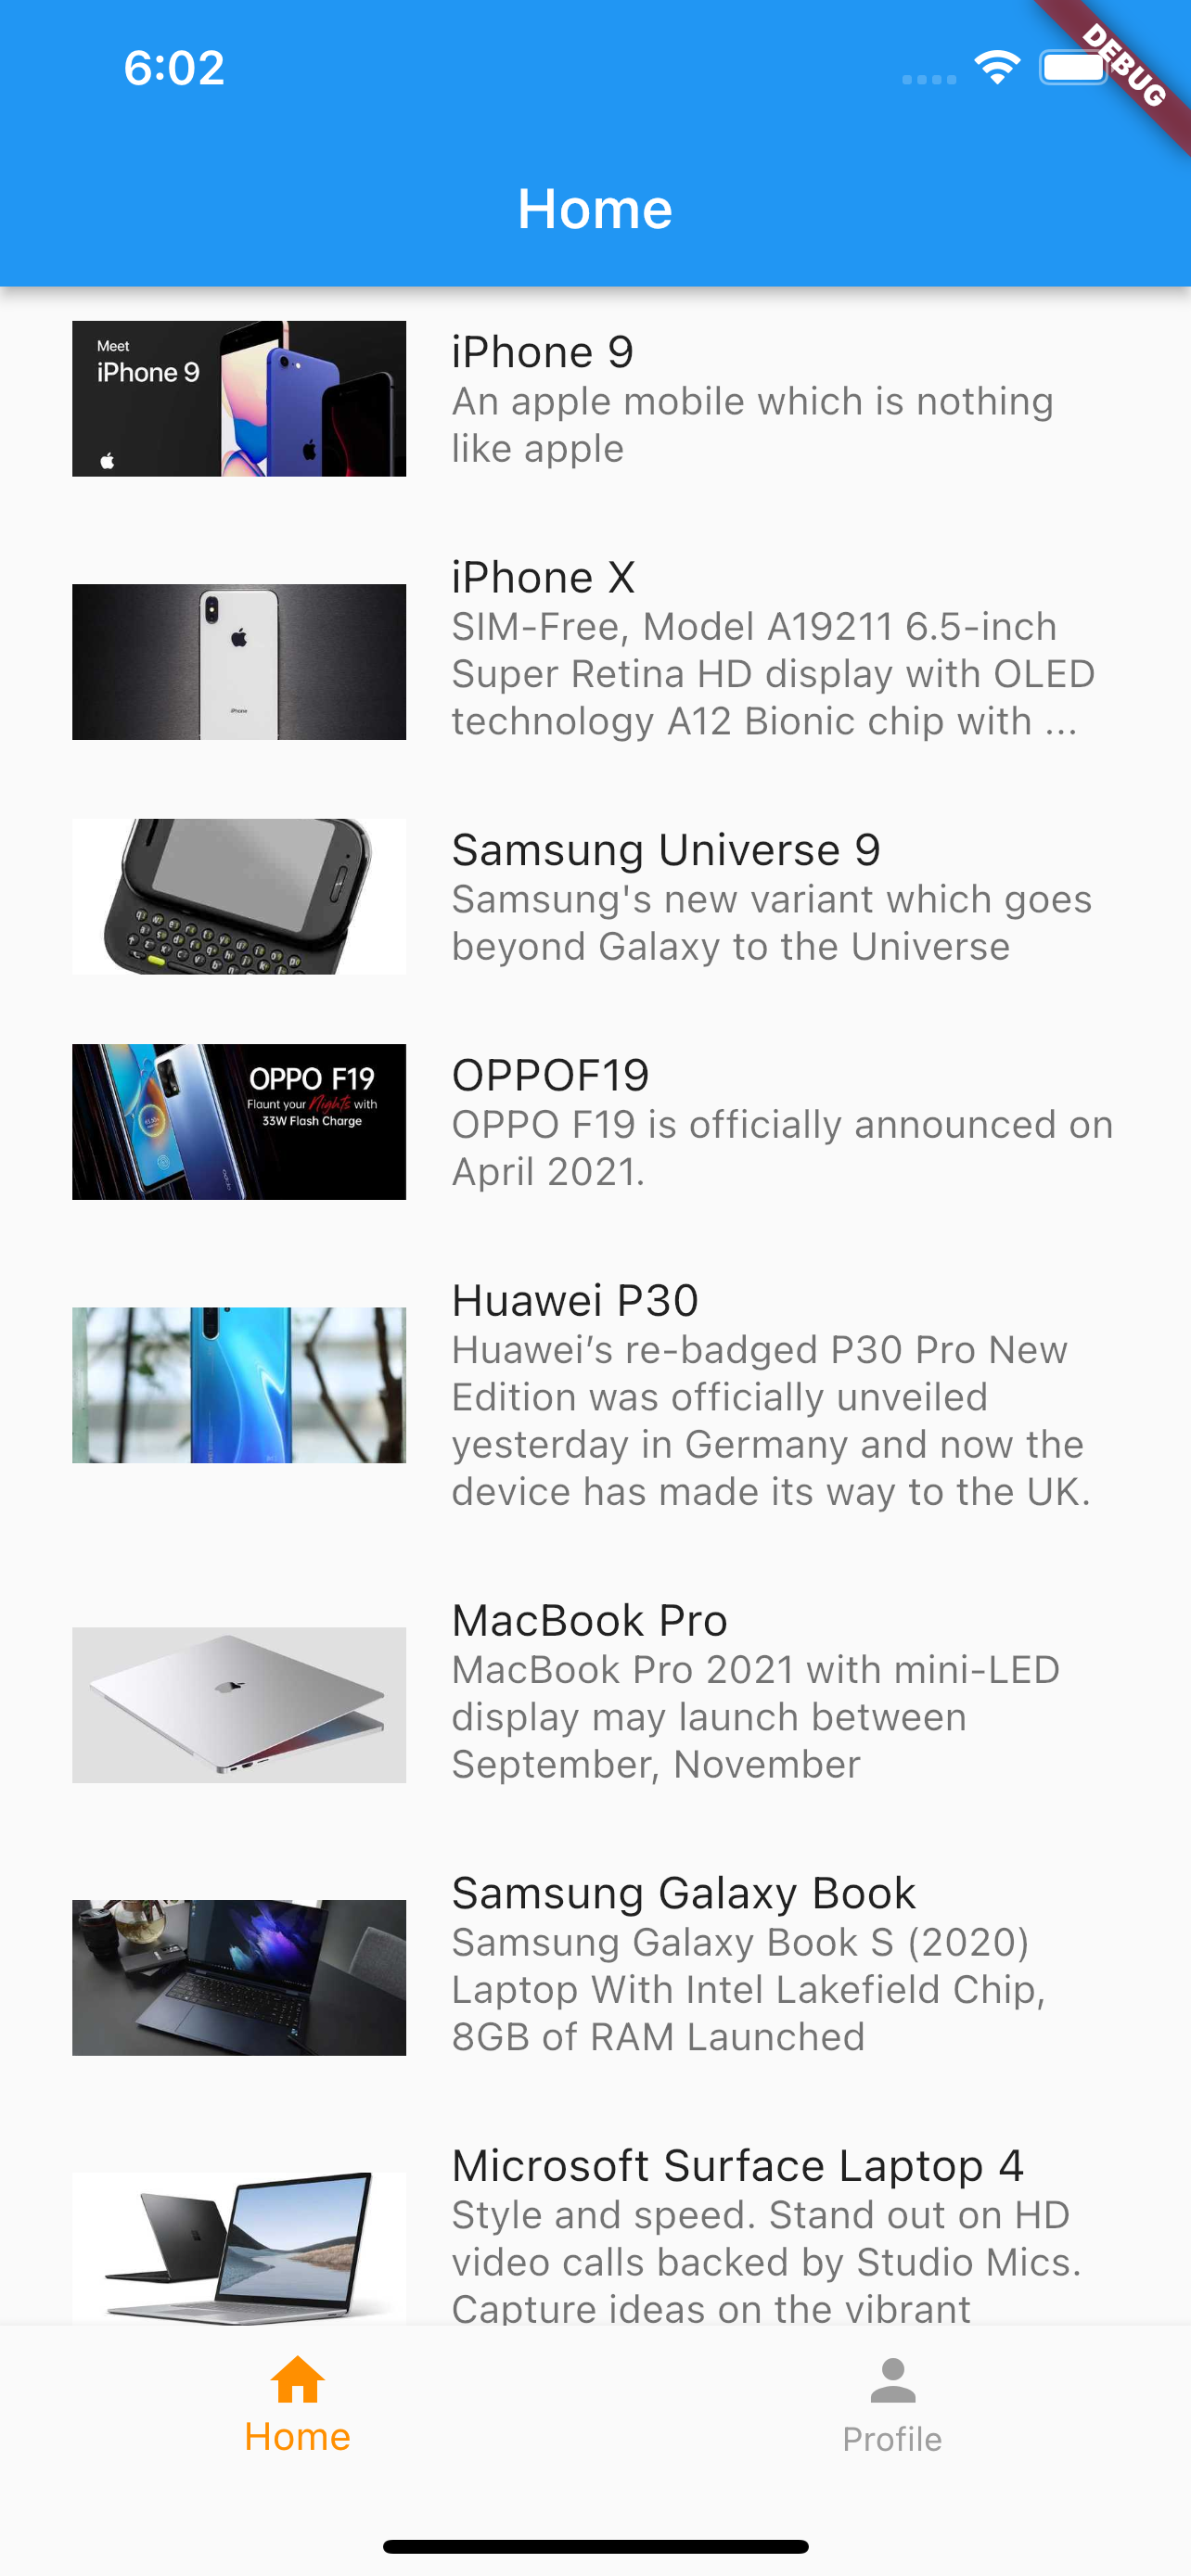 6:02
DEBUG
Home
Meet
iPhone 9
iPhone 9
An apple mobile which is nothing
like apple
iPhone
iPhone X
SIM-Free, Model A19211 6.5-inch
Super Retina HD display with OLED
technology A12 Bionic chip with ...
Samsung Universe 9
Samsung's new variant which goes
beyond Galaxy to the Universe
OPPO F19
Flaunt your Nights with
33W Flash Charge
OPPOF19
OPPO F19 is officially announced on
April 2021.
Huawei P30
Huawei’s re-badged P30 Pro New
Edition was officially unveiled
yesterday in Germany and now the
device has made its way to the UK.
MacBook Pro
MacBook Pro 2021 with mini-LED
display may launch between
September, November
Samsung Galaxy Book
Samsung Galaxy Book S (2020)
Laptop With Intel Lakefield Chip,
8GB of RAM Launched
Microsoft Surface Laptop 4
Style and speed. Stand out on HD
video calls backed by Studio Mics.
Capture ideas on the vibrant
Home
Profile